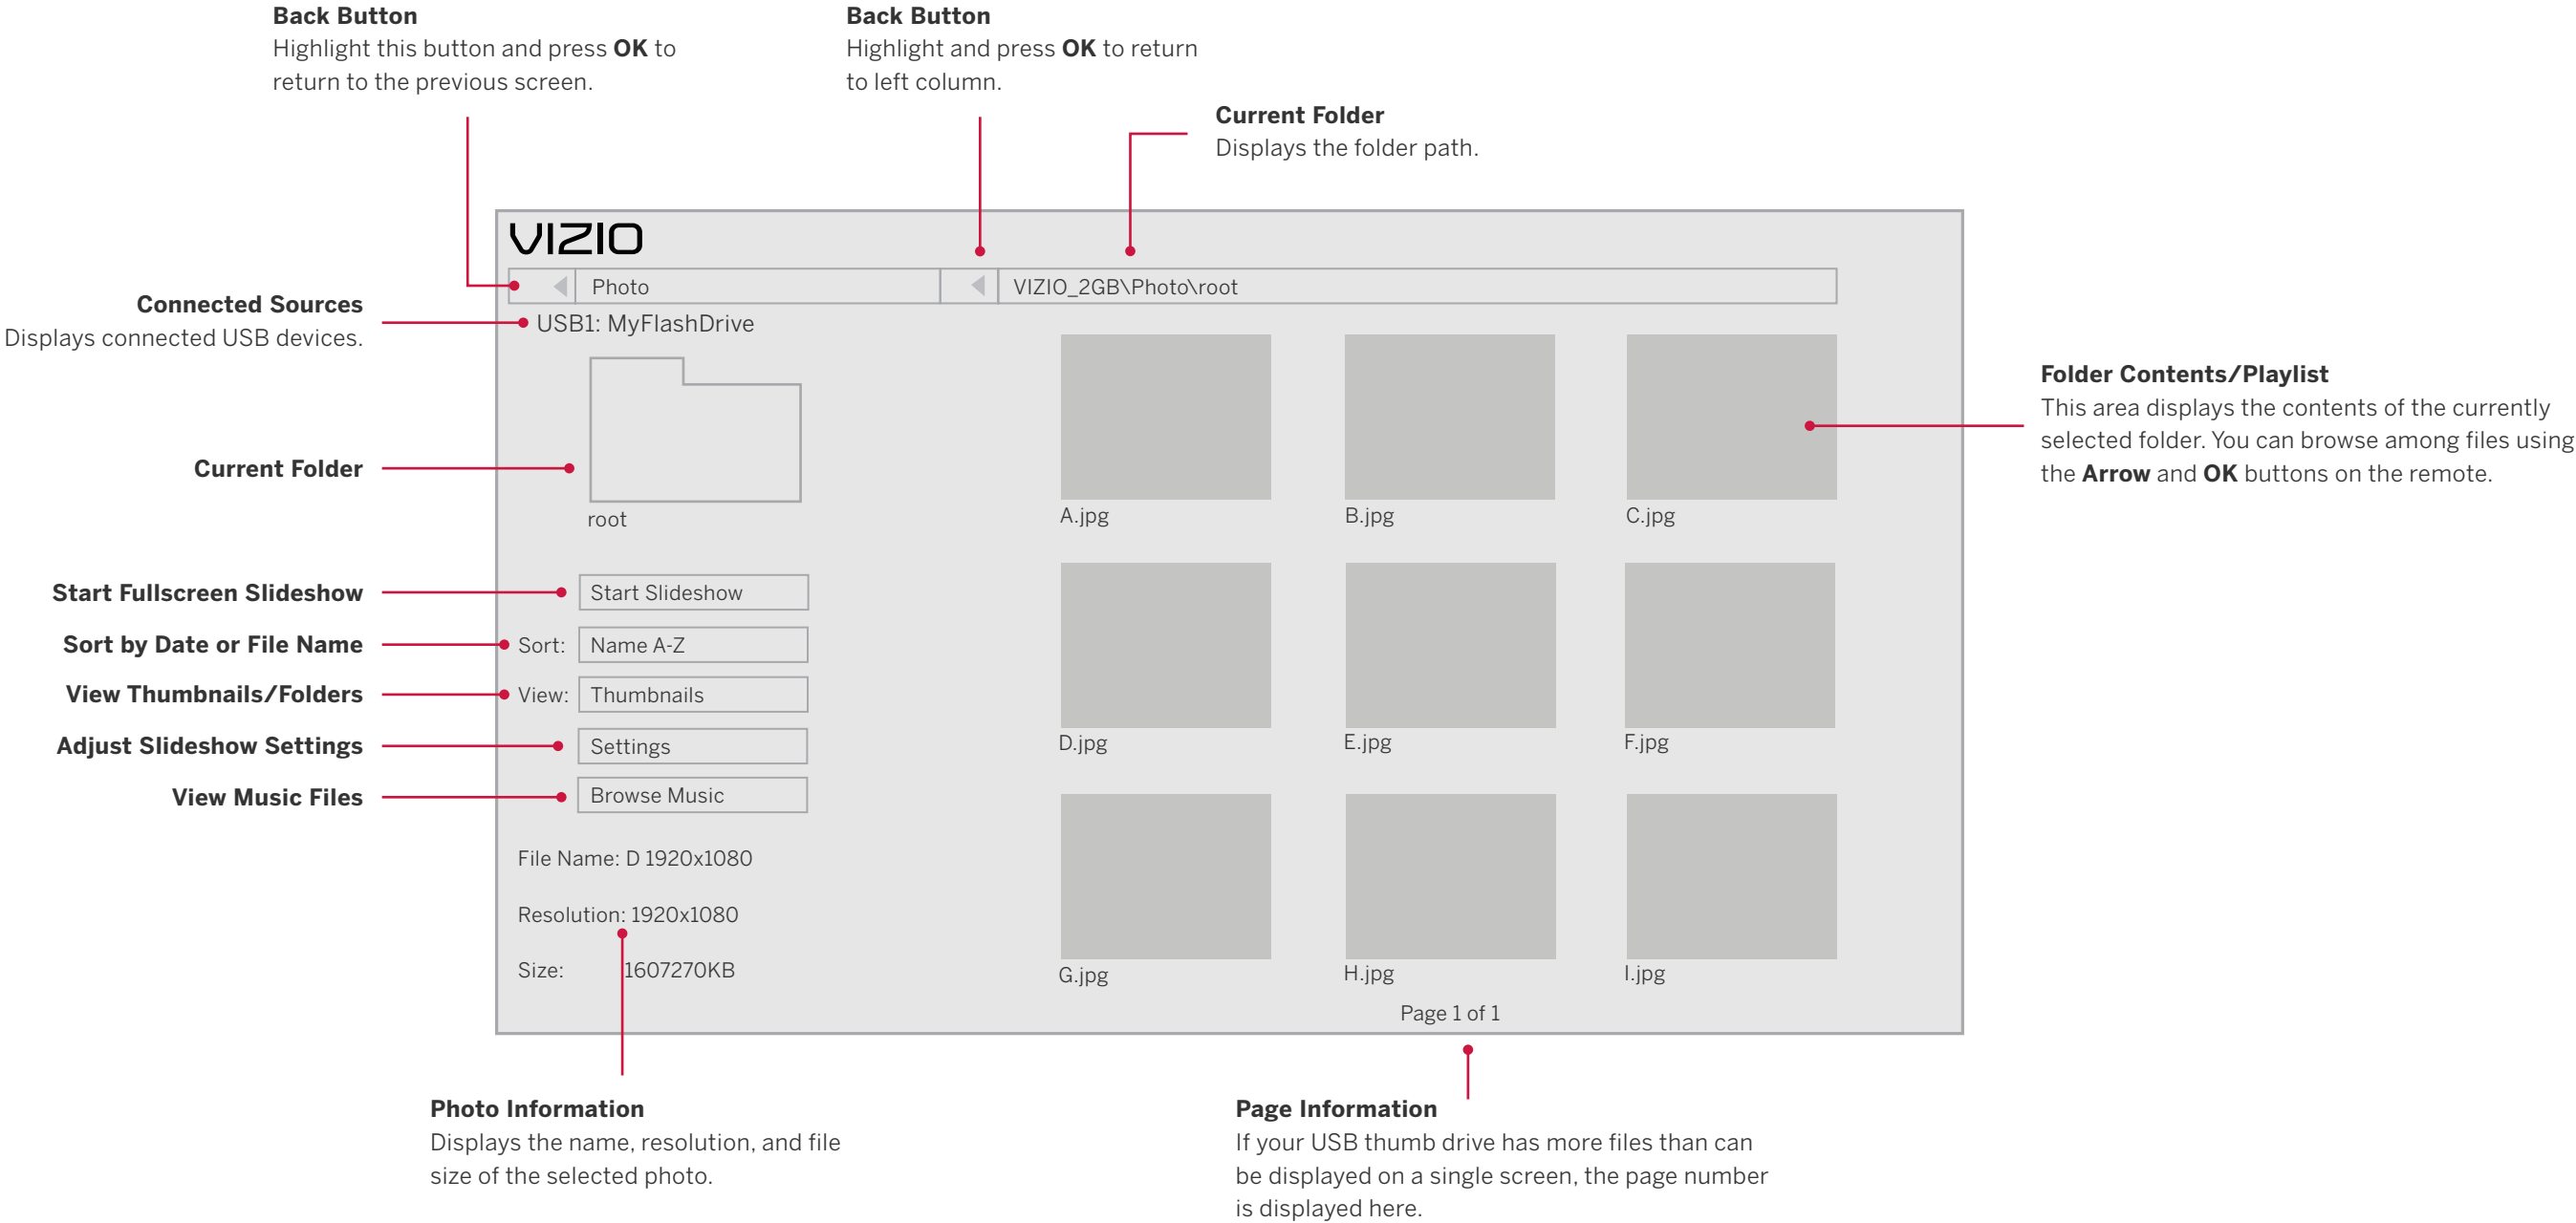 Back Button
Highlight this button and press OK to
return to the previous screen.
Back Button
Highlight and press OK to return
to left column.
Current Folder
Displays the folder path.
Connected Sources
Displays connected USB devices.
Current Folder
Start Fullscreen Slideshow
Sort by Date or File Name
View Thumbnails/Folders
Adjust Slideshow Settings
View Music Files
VIZIO
Photo
VIZIO_2GB\Photo\root
USB1: MyFlashDrive
root
Start Slideshow
Sort: Name A-Z
View: Thumbnails
Settings
Browse Music
File Name: D 1920x1080
Resolution: 1920x1080
Size: 1607270KB
A.jpg
B.jpg
C.jpg
D.jpg
E.jpg
F.jpg
G.jpg
H.jpg
I.jpg
Page 1 of 1
Folder Contents/Playlist
This area displays the contents of the currently
selected folder. You can browse among files using
the Arrow and OK buttons on the remote.
Photo Information
Displays the name, resolution, and file
size of the selected photo.
Page Information
If your USB thumb drive has more files than can
be displayed on a single screen, the page number
is displayed here.